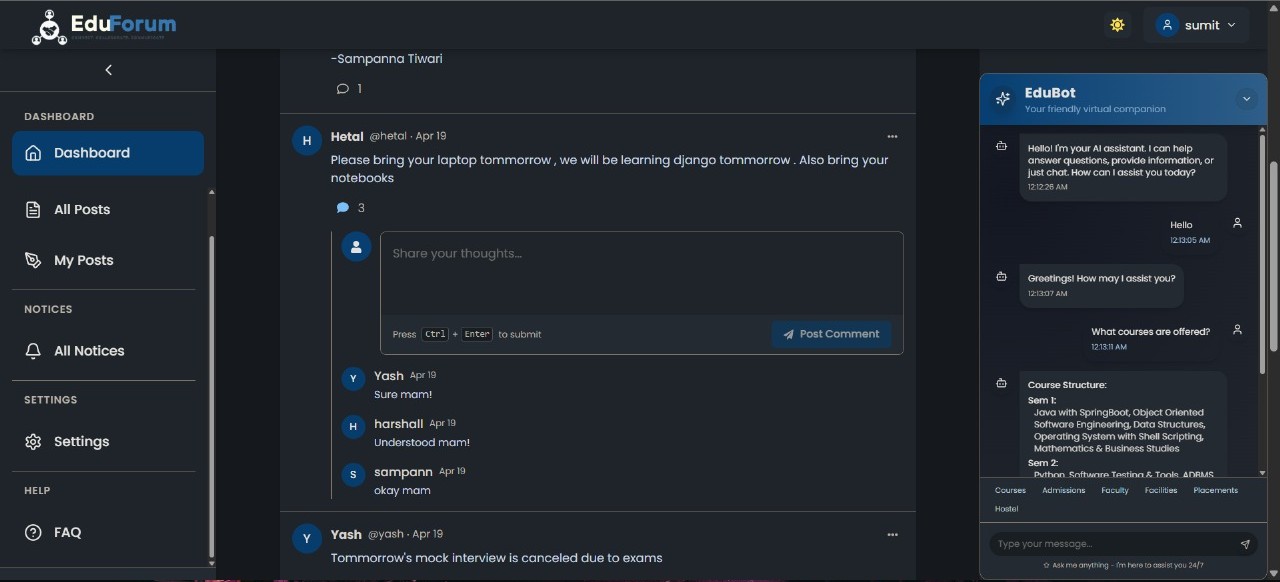 EduForum
sumit
DASHBOARD
Dashboard
All Posts
My Posts
NOTICES
All Notices
SETTINGS
Settings
HELP
FAQ
-Sampanna Tiwari
1
H
Hetal @hetal · Apr 19
Please bring your laptop tommorrow , we will be learning django tommorrow . Also bring your
notebooks
3
Share your thoughts...
Press Ctrl + Enter to submit
Post Comment
Y
Yash Apr 19
Sure mam!
H
harshall Apr 19
Understood mam!
S
sampann Apr 19
okay mam
Y
Yash @yash · Apr 19
Tommorrow's mock interview is canceled due to exams
EduBot
Your friendly virtual companion
Hello! I'm your AI assistant. I can help
answer questions, provide information, or
just chat. How can I assist you today?
12:12:26 AM
Hello
12:13:05 AM
Greetings! How may I assist you?
12:13:07 AM
What courses are offered?
12:13:11 AM
Course Structure:
Sem 1:
Java with SpringBoot, Object Oriented
Software Engineering, Data Structures,
Operating System with Shell Scripting,
Mathematics & Business Studies
Sem 2:
Python, Software Testing & Tools, ADBMS,
Courses Admissions Faculty Facilities Placements
Hostel
Type your message...
☆ Ask me anything - I'm here to assist you 24/7